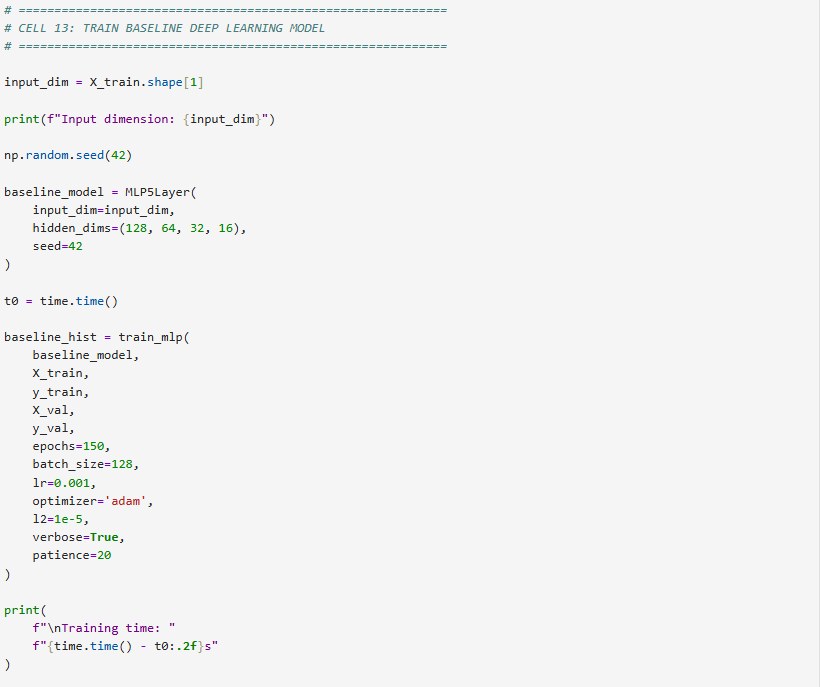 # ============================================================
# CELL 13: TRAIN BASELINE DEEP LEARNING MODEL
# ============================================================
input_dim = X_train.shape[1]
print(f"Input dimension: {input_dim}")
np.random.seed(42)
baseline_model = MLP5Layer(
    input_dim=input_dim,
    hidden_dims=(128, 64, 32, 16),
    seed=42
)
t0 = time.time()
baseline_hist = train_mlp(
    baseline_model,
    X_train,
    y_train,
    X_val,
    y_val,
    epochs=150,
    batch_size=128,
    lr=0.001,
    optimizer='adam',
    l2=1e-5,
    verbose=True,
    patience=20
)
print(
    f"\nTraining time: "
    f"{time.time() - t0:.2f}s"
)